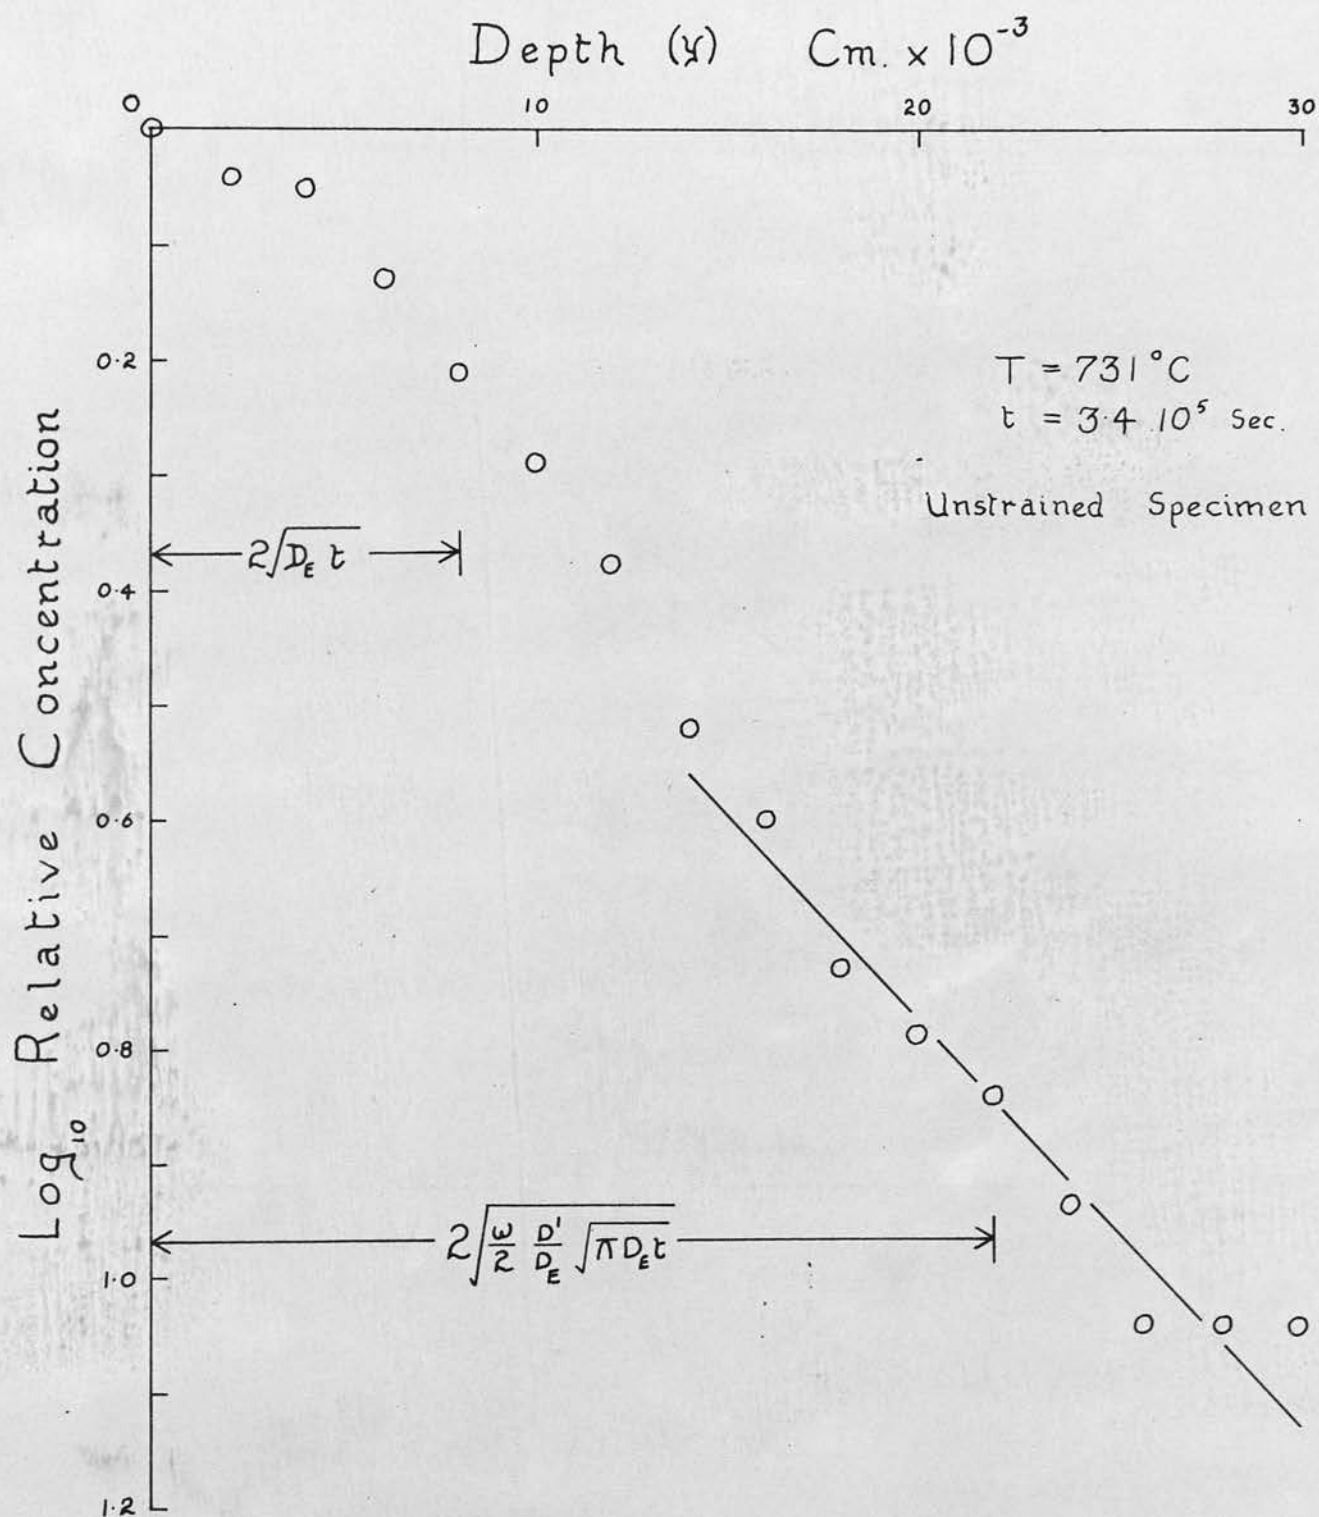 Depth (y) Cm. × 10⁻³
0 10 20 30
0·2
T = 731 °C
t = 3·4 .10⁵ Sec.
Unstrained Specimen
2√(D_E t)
0·4
0·6
0·8
2√(ω/2 D'/D_E √(πD_E t))
1·0
1·2
Log₁₀ Relative Concentration